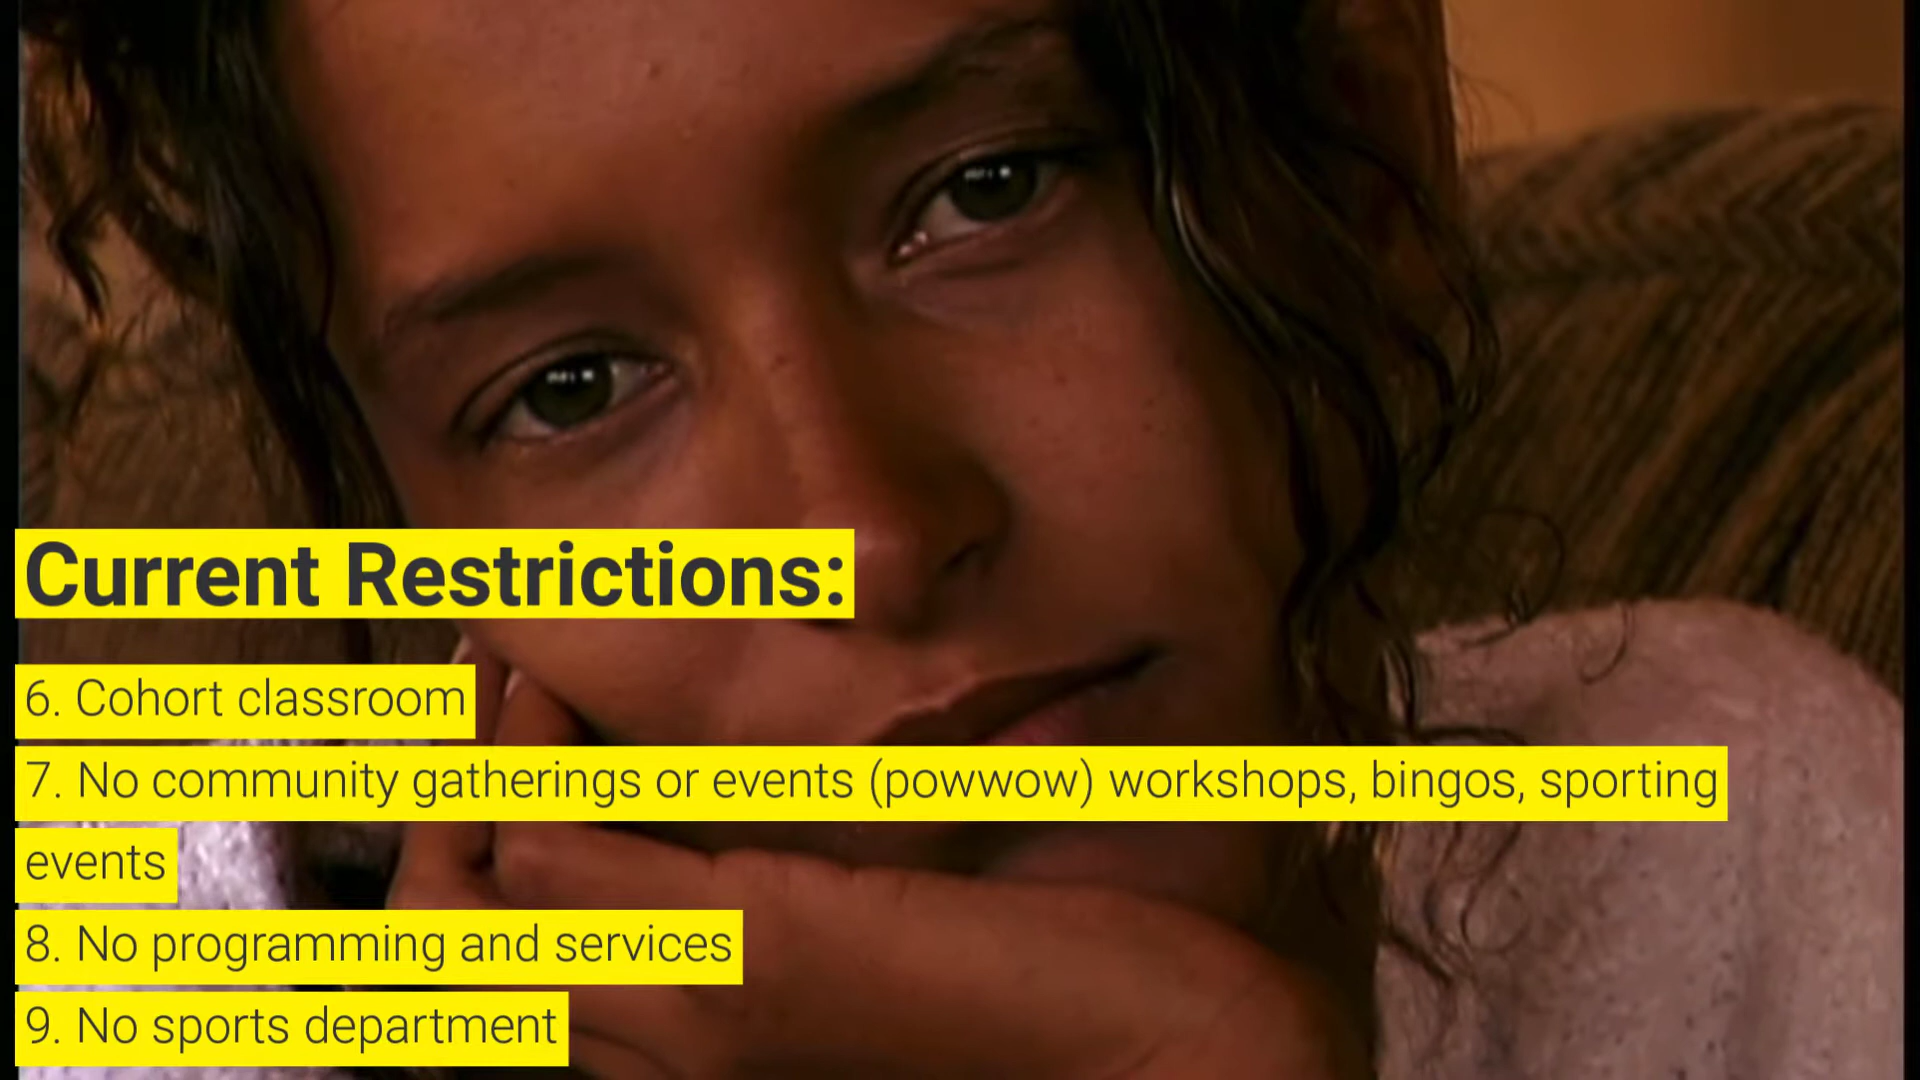 Current Restrictions:
6. Cohort classroom
7. No community gatherings or events (powwow) workshops, bingos, sporting
events
8. No programming and services
9. No sports department